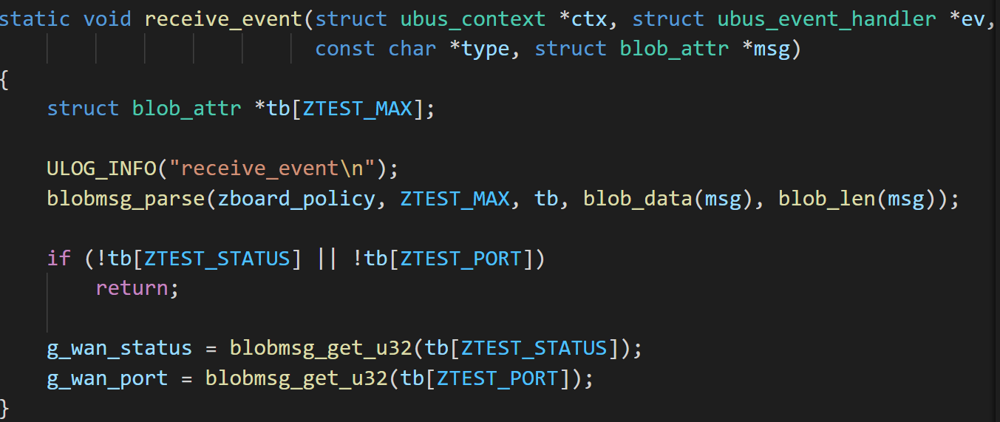 static void receive_event(struct ubus_context *ctx, struct ubus_event_handler *ev,
                          const char *type, struct blob_attr *msg)
{
    struct blob_attr *tb[ZTEST_MAX];

    ULOG_INFO("receive_event\n");
    blobmsg_parse(zboard_policy, ZTEST_MAX, tb, blob_data(msg), blob_len(msg));

    if (!tb[ZTEST_STATUS] || !tb[ZTEST_PORT])
        return;

    g_wan_status = blobmsg_get_u32(tb[ZTEST_STATUS]);
    g_wan_port = blobmsg_get_u32(tb[ZTEST_PORT]);
}